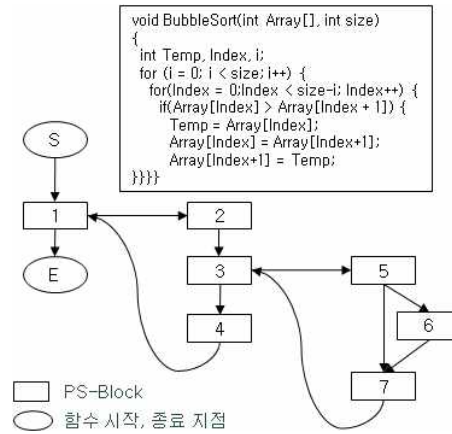 void BubbleSort(int Array[], int size)
{
int Temp, Index, i;
for (i = 0; i < size; i++) {
for(Index = 0;Index < size-i; Index++) {
if(Array[Index] > Array[Index + 1]) {
Temp = Array[Index];
Array[Index] = Array[Index+1];
Array[Index+1] = Temp;
}}}}
S
1
2
E
3
5
4
6
7
PS-Block
함수 시작, 종료 지점